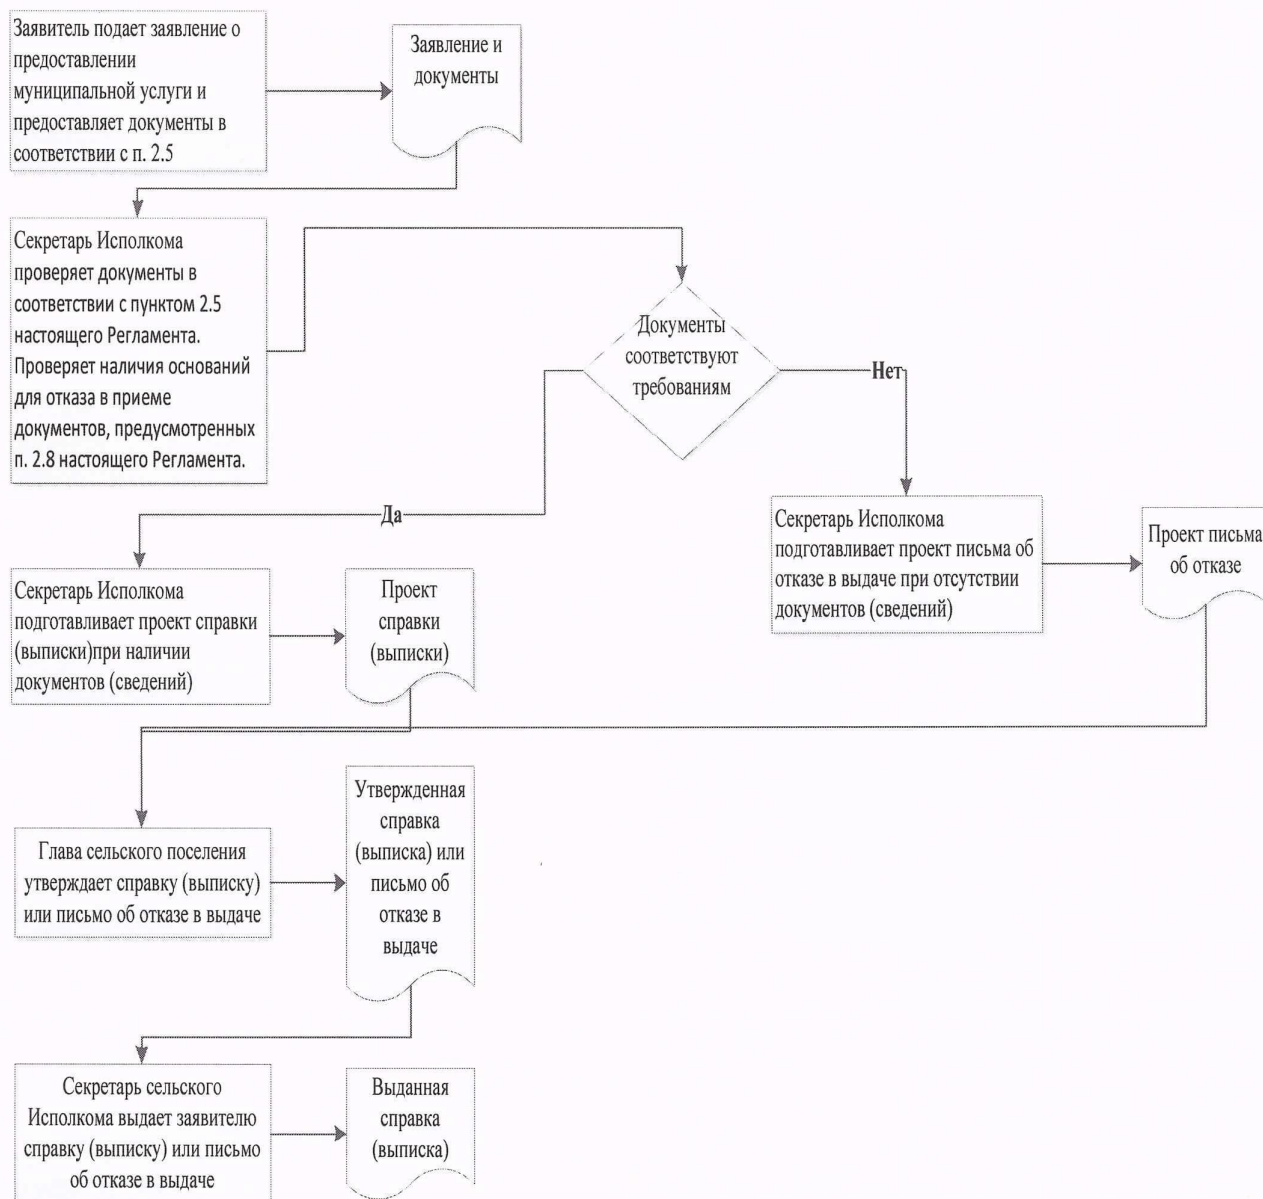 Заявитель подает заявление о
предоставлении
муниципальной услуги и
предоставляет документы в
соответствии с п. 2.5
Заявление и
документы
Секретарь Исполкома
проверяет документы в
соответствии с пунктом 2.5
настоящего Регламента.
Проверяет наличия оснований
для отказа в приеме
документов, предусмотренных
п. 2.8 настоящего Регламента.
Документы
соответствуют
требованиям
Нет
Да
Секретарь Исполкома
подготавливает проект письма об
отказе в выдаче при отсутствии
документов (сведений)
Проект письма
об отказе
Секретарь Исполкома
подготавливает проект справки
(выписки)при наличии
документов (сведений)
Проект
справки
(выписки)
Глава сельского поселения
утверждает справку (выписку)
или письмо об отказе в выдаче
Утвержденная
справка
(выписка) или
письмо об
отказе в
выдаче
Секретарь сельского
Исполкома выдает заявителю
справку (выписку) или письмо
об отказе в выдаче
Выданная
справка
(выписка)